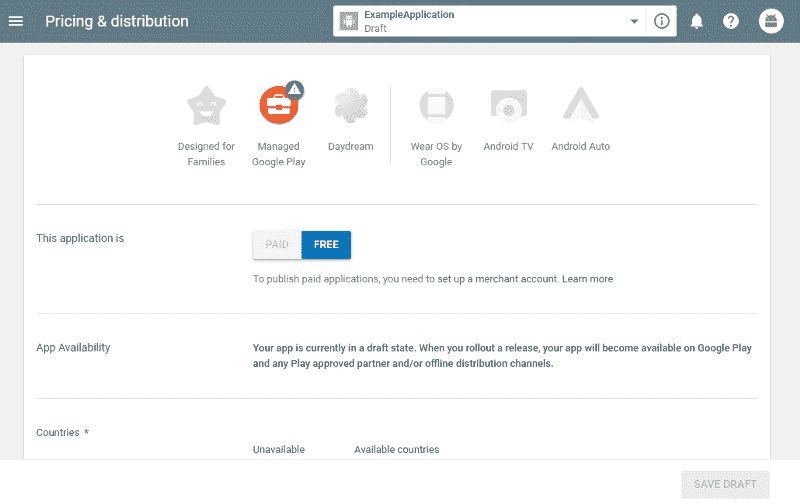 Pricing & distribution
ExampleApplication
Draft
Designed for
Families
Managed
Google Play
Daydream
Wear OS by
Google
Android TV
Android Auto
This application is
PAID
FREE
To publish paid applications, you need to set up a merchant account. Learn more
App Availability
Your app is currently in a draft state. When you rollout a release, your app will become available on Google Play
and any Play approved partner and/or offline distribution channels.
Countries *
Unavailable
Available countries
SAVE DRAFT